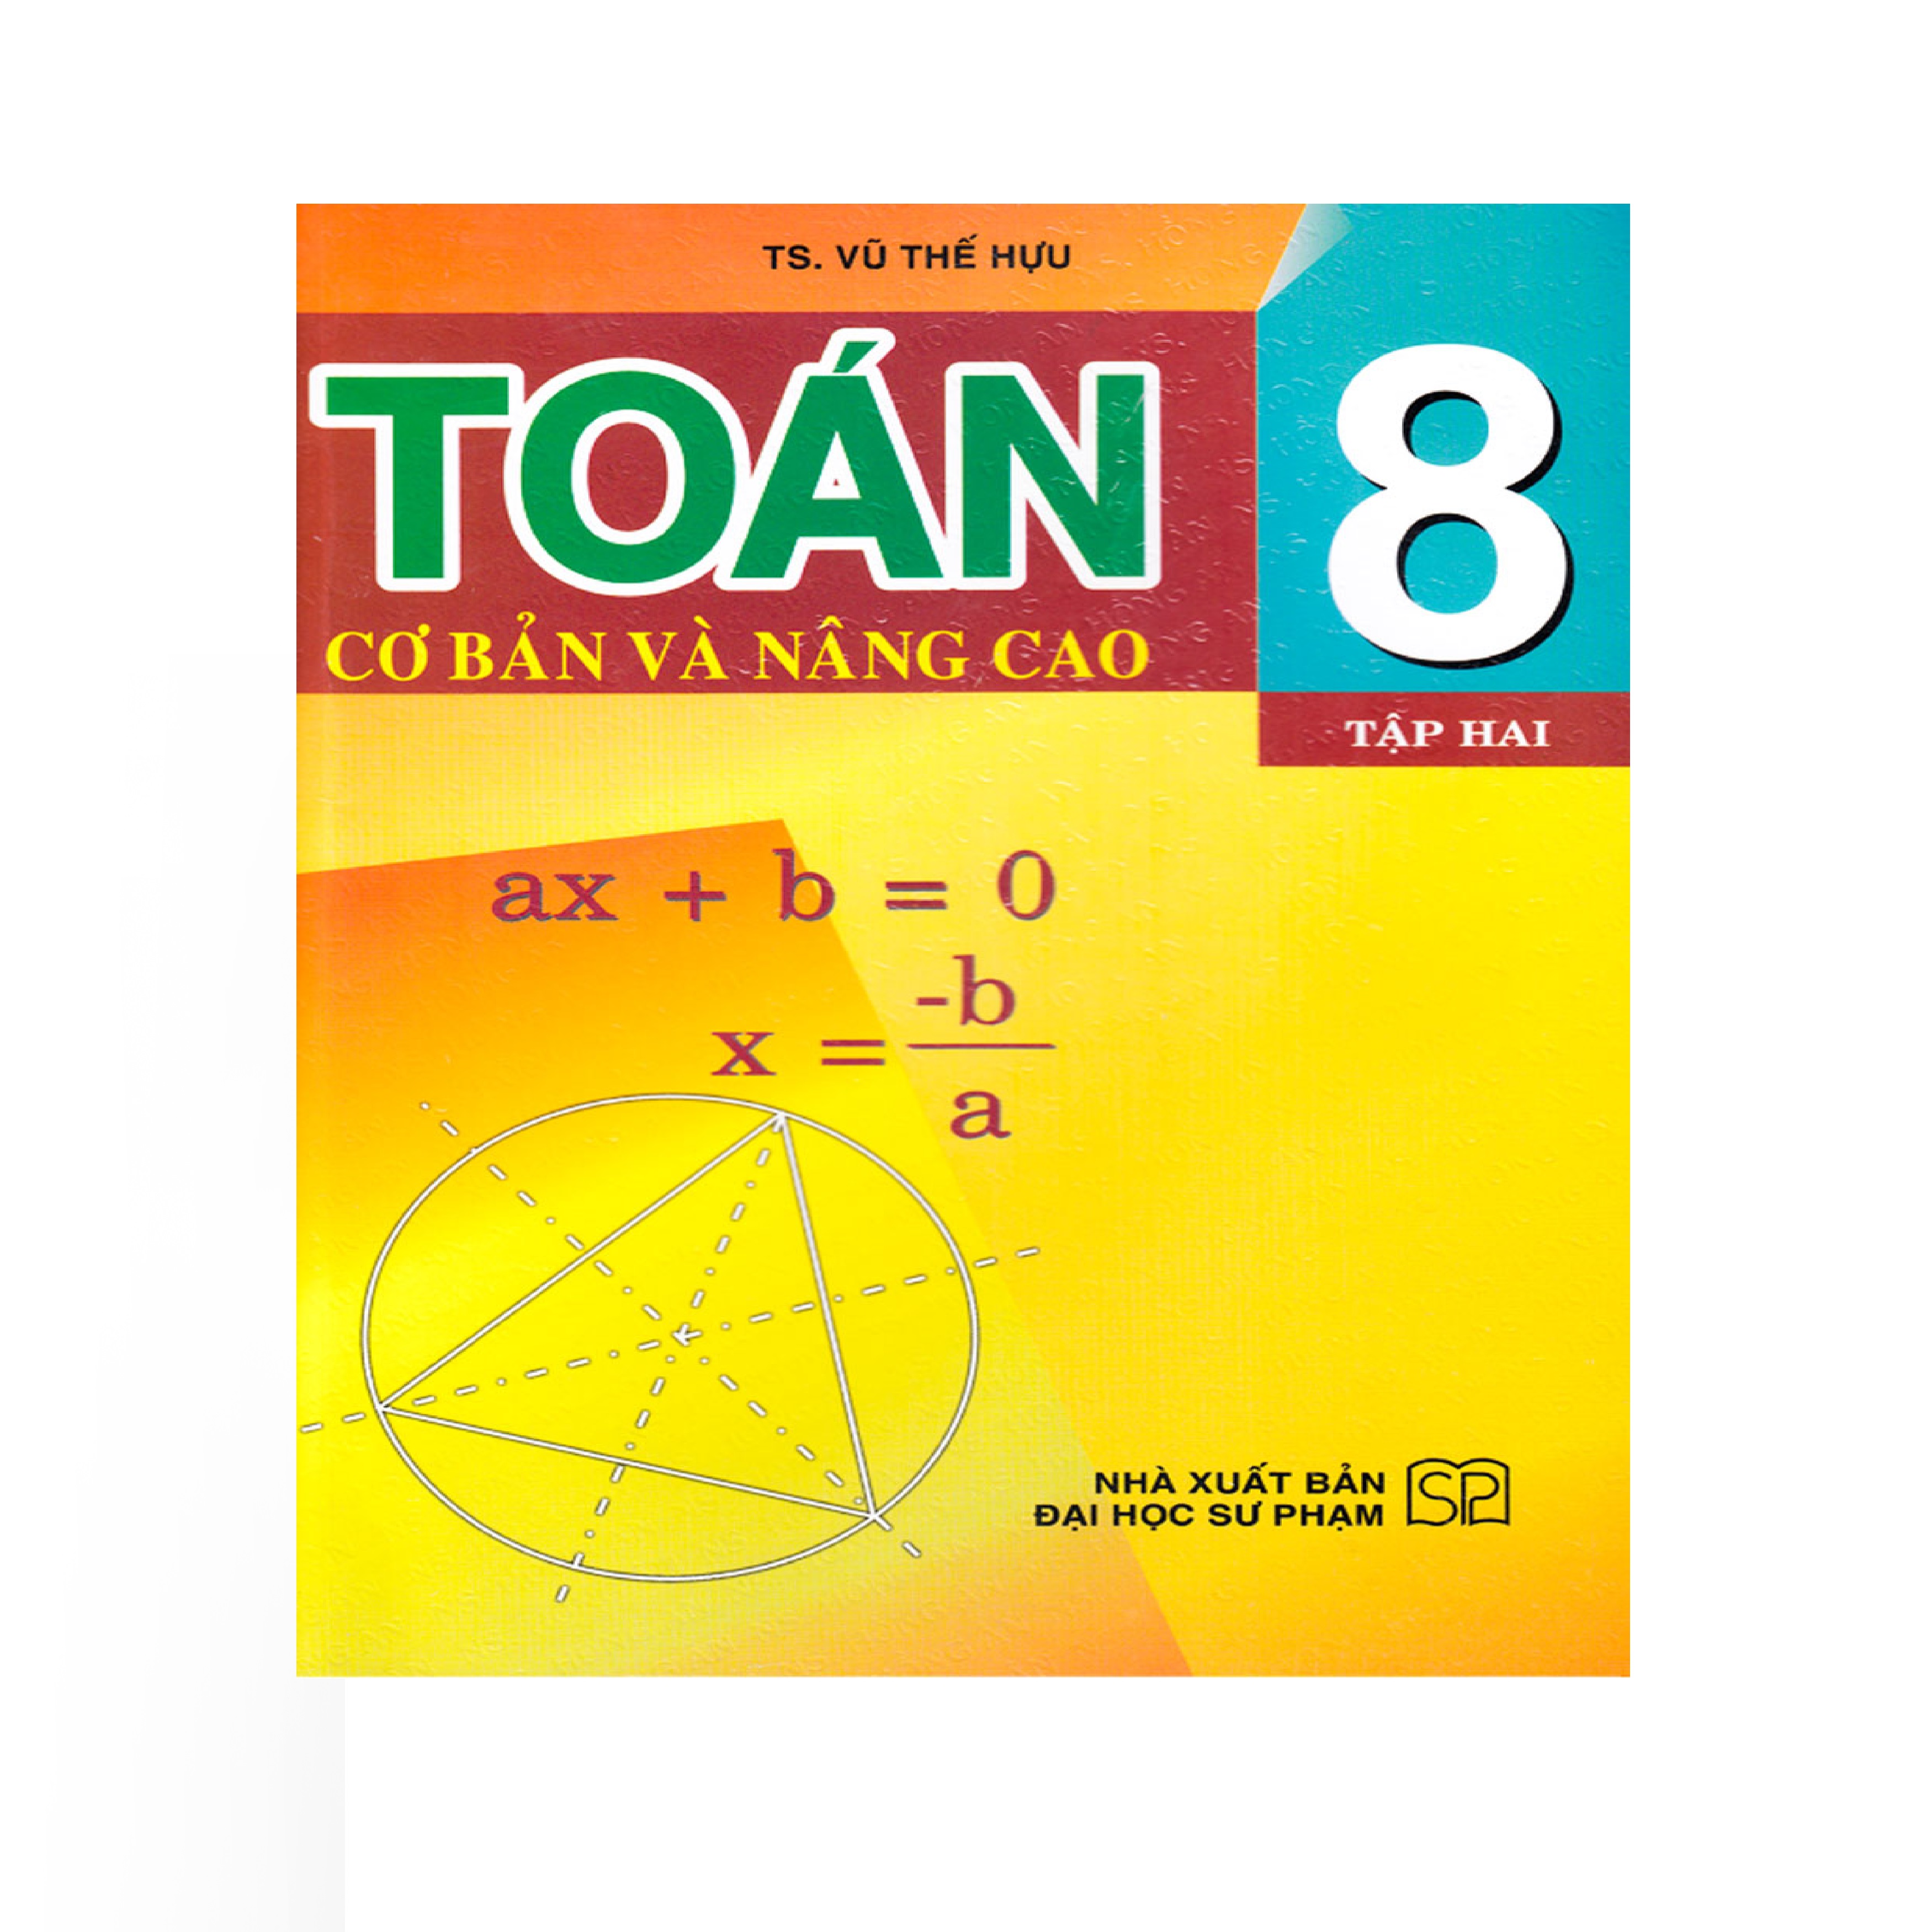 TS. VŨ THẾ HỰU
TOÁN
8
CƠ BẢN VÀ NÂNG CAO
TẬP HAI
ax + b = 0
x = -b
a
NHÀ XUẤT BẢN
ĐẠI HỌC SƯ PHẠM
SP